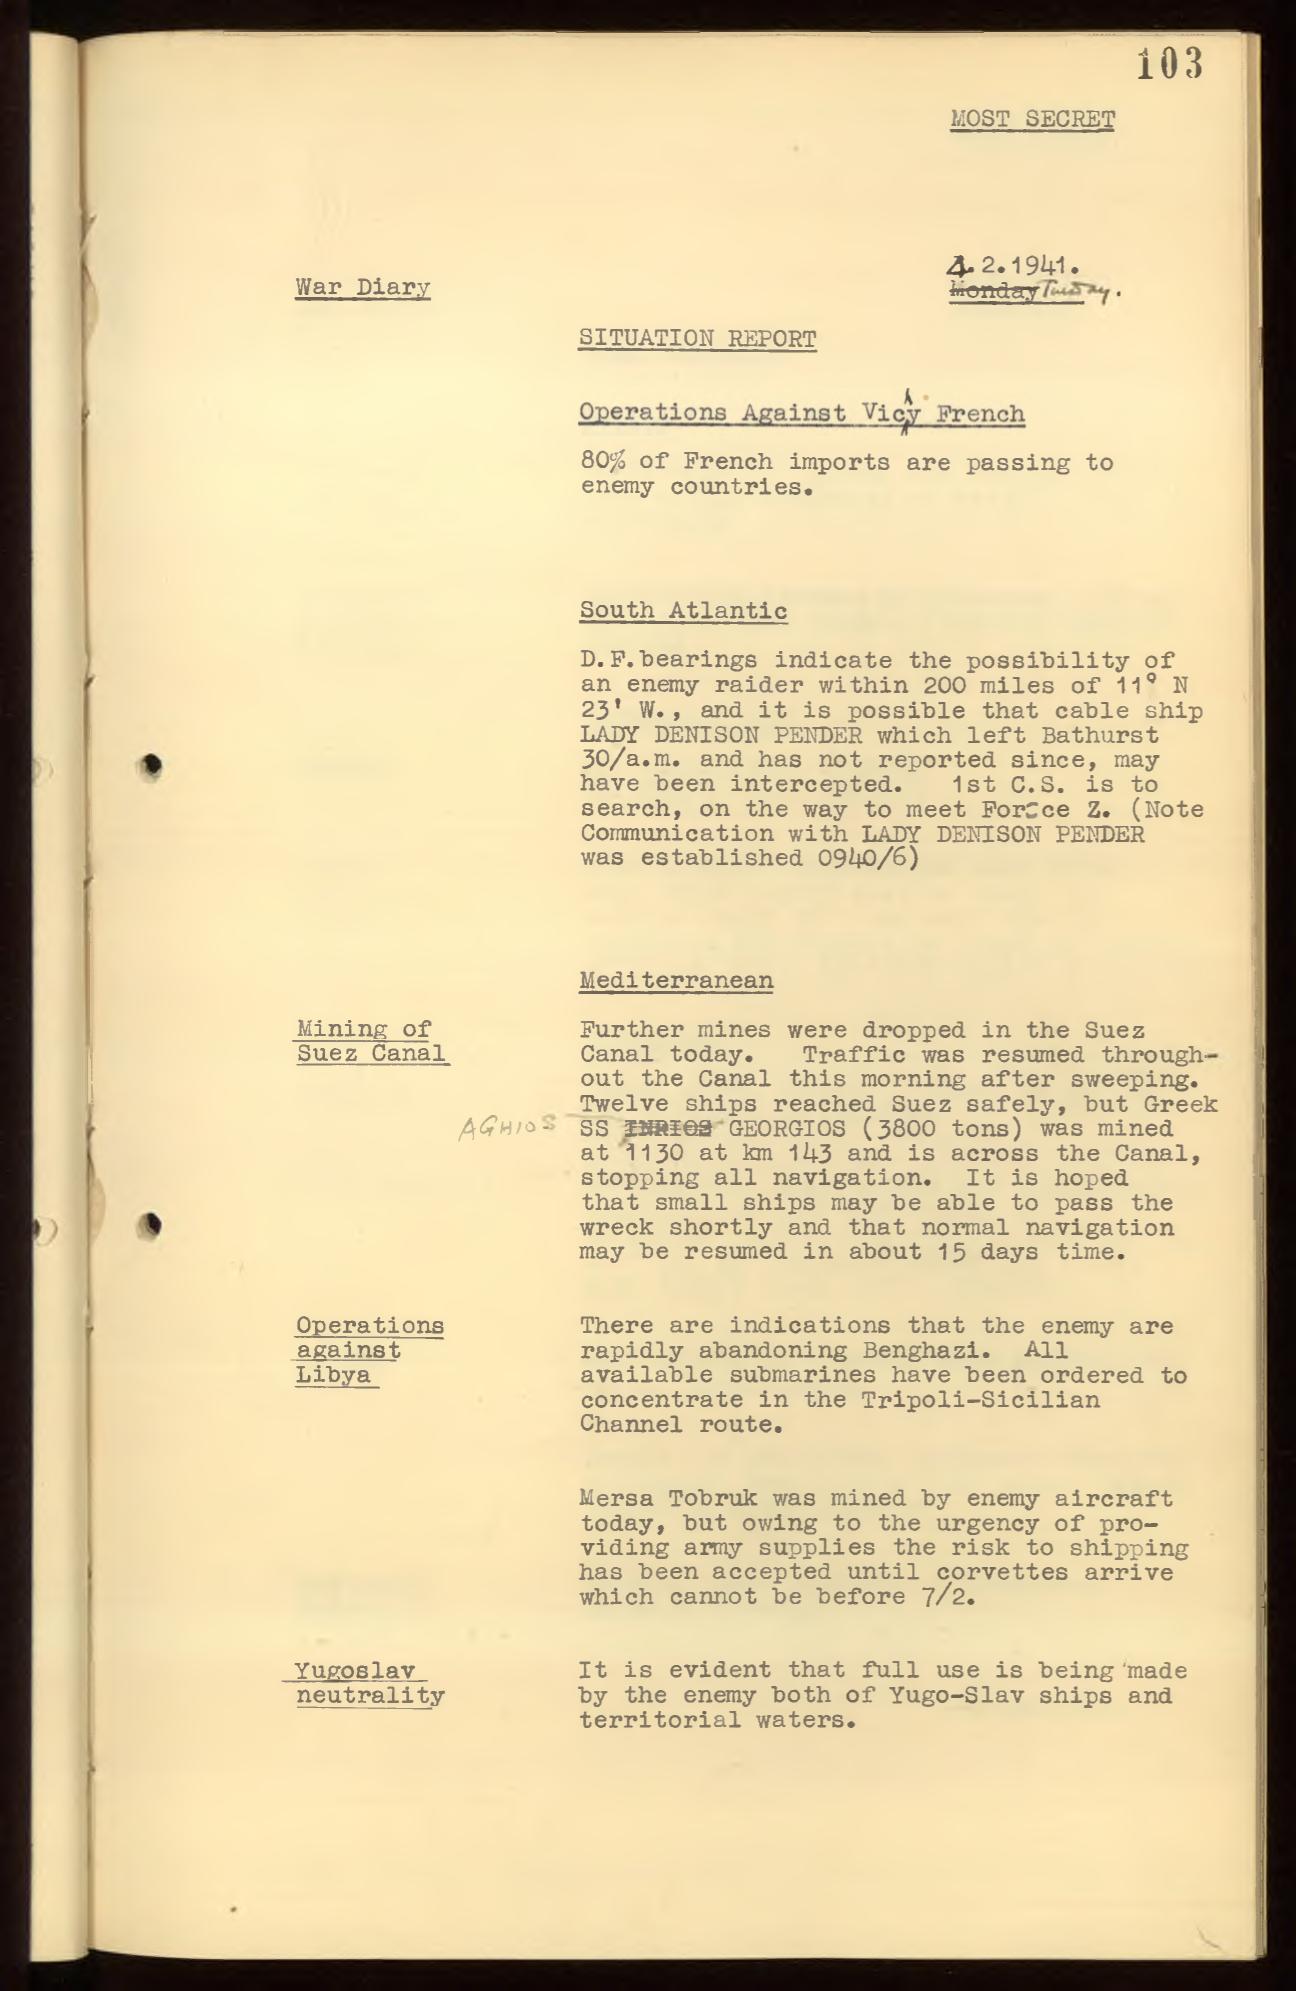 103
MOST SECRET
War Diary
4.2.1941.
Monday Tuesday.
SITUATION REPORT
Operations Against Vichy French
80% of French imports are passing to
enemy countries.
South Atlantic
D.F.bearings indicate the possibility of
an enemy raider within 200 miles of 11° N
23' W., and it is possible that cable ship
LADY DENISON PENDER which left Bathurst
30/a.m. and has not reported since, may
have been intercepted. 1st C.S. is to
search, on the way to meet Force Z. (Note
Communication with LADY DENISON PENDER
was established 0940/6)
Mediterranean
Mining of
Suez Canal
Further mines were dropped in the Suez
Canal today. Traffic was resumed through-
out the Canal this morning after sweeping.
Twelve ships reached Suez safely, but Greek
AGHIOS
SS GEORGIOS (3800 tons) was mined
at 1130 at km 143 and is across the Canal,
stopping all navigation. It is hoped
that small ships may be able to pass the
wreck shortly and that normal navigation
may be resumed in about 15 days time.
Operations
against
Libya
There are indications that the enemy are
rapidly abandoning Benghazi. All
available submarines have been ordered to
concentrate in the Tripoli-Sicilian
Channel route.
Mersa Tobruk was mined by enemy aircraft
today, but owing to the urgency of pro-
viding army supplies the risk to shipping
has been accepted until corvettes arrive
which cannot be before 7/2.
Yugoslav
neutrality
It is evident that full use is being made
by the enemy both of Yugo-Slav ships and
territorial waters.